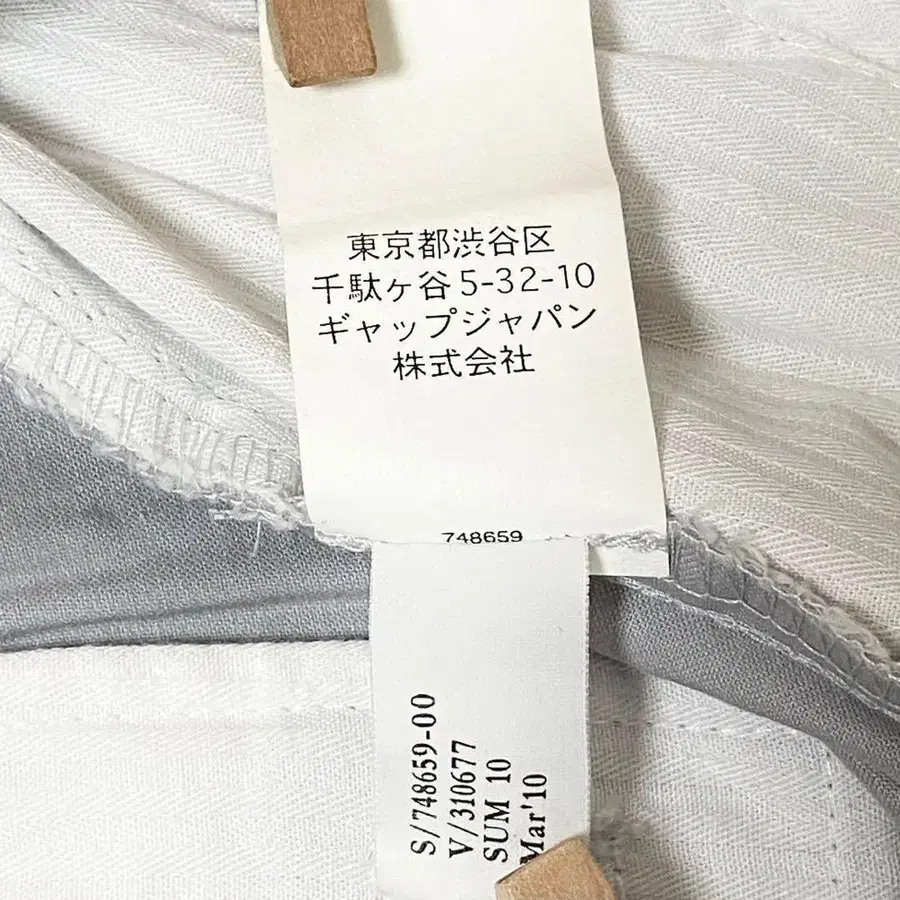 東京都渋谷区
千駄ヶ谷5-32-10
ギャップジャパン
株式会社
748659
S/748659-00
V/310677
SUM 10
Mar'10